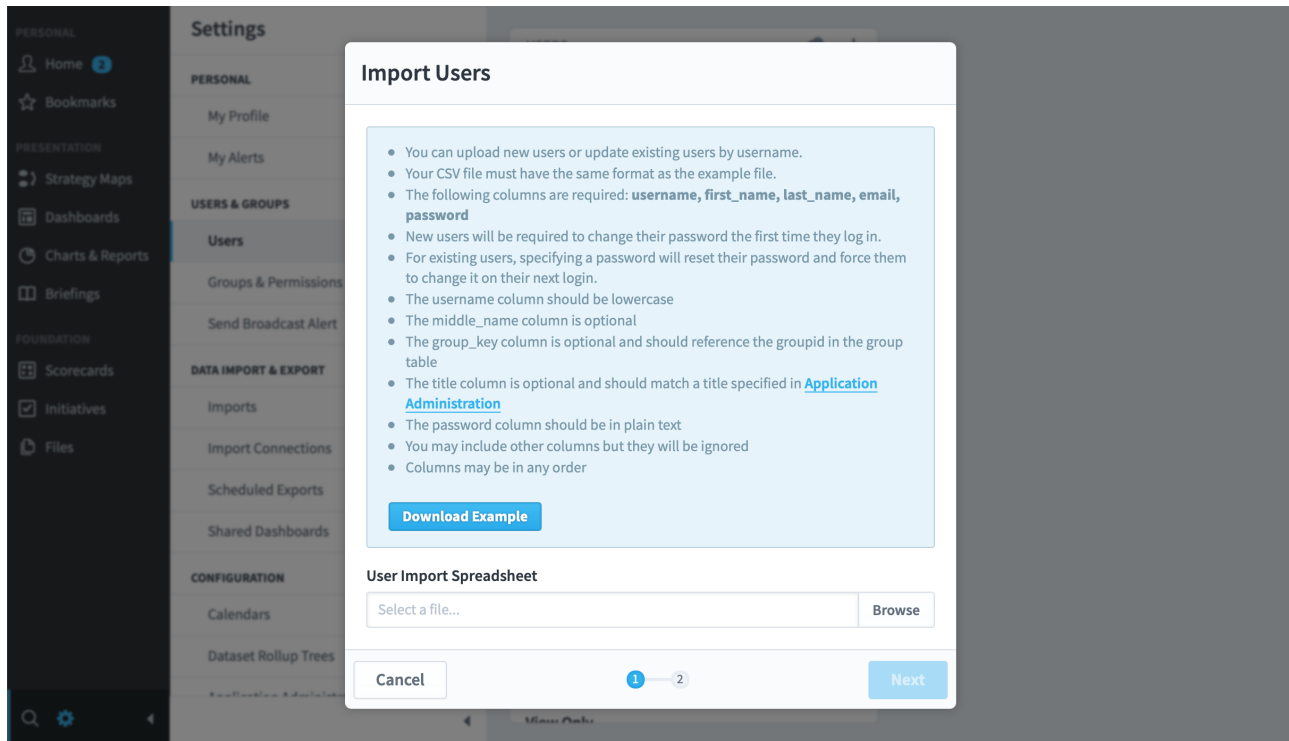 PERSONAL
Home 2
Bookmarks
PRESENTATION
Strategy Maps
Dashboards
Charts & Reports
Briefings
FOUNDATION
Scorecards
Initiatives
Files
Settings
PERSONAL
My Profile
My Alerts
USERS & GROUPS
Users
Groups & Permissions
Send Broadcast Alert
DATA IMPORT & EXPORT
Imports
Import Connections
Scheduled Exports
Shared Dashboards
CONFIGURATION
Calendars
Dataset Rollup Trees
Import Users
You can upload new users or update existing users by username.
Your CSV file must have the same format as the example file.
The following columns are required: username, first_name, last_name, email,
password
New users will be required to change their password the first time they log in.
For existing users, specifying a password will reset their password and force them
to change it on their next login.
The username column should be lowercase
The middle_name column is optional
The group_key column is optional and should reference the groupid in the group
table
The title column is optional and should match a title specified in Application
Administration
The password column should be in plain text
You may include other columns but they will be ignored
Columns may be in any order
Download Example
User Import Spreadsheet
Select a file...
Browse
Cancel
1 2
Next
View Only